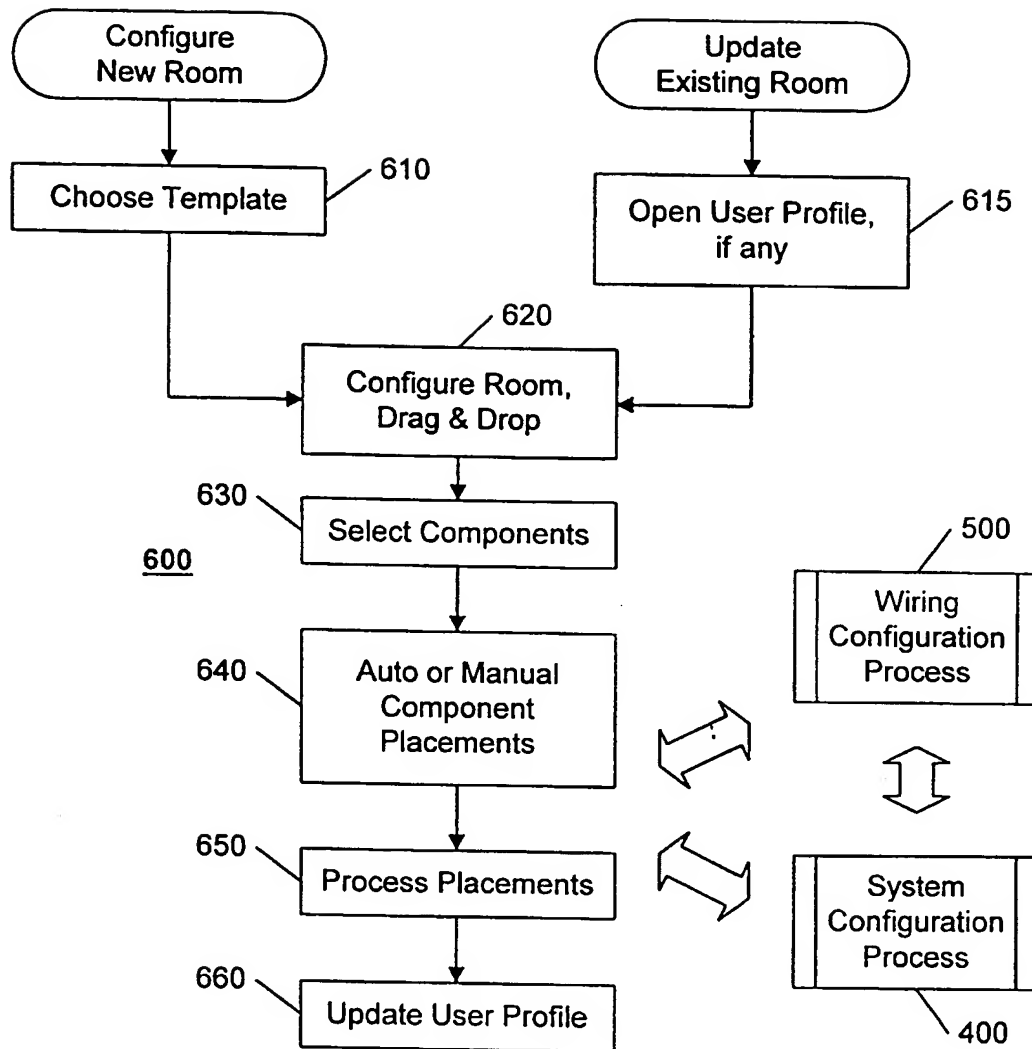 Configure
New Room
Update
Existing Room
610
Choose Template
615
Open User Profile,
if any
620
Configure Room,
Drag & Drop
630
Select Components
600
500
Wiring
Configuration
Process
640
Auto or Manual
Component
Placements
650
Process Placements
System
Configuration
Process
660
Update User Profile
400